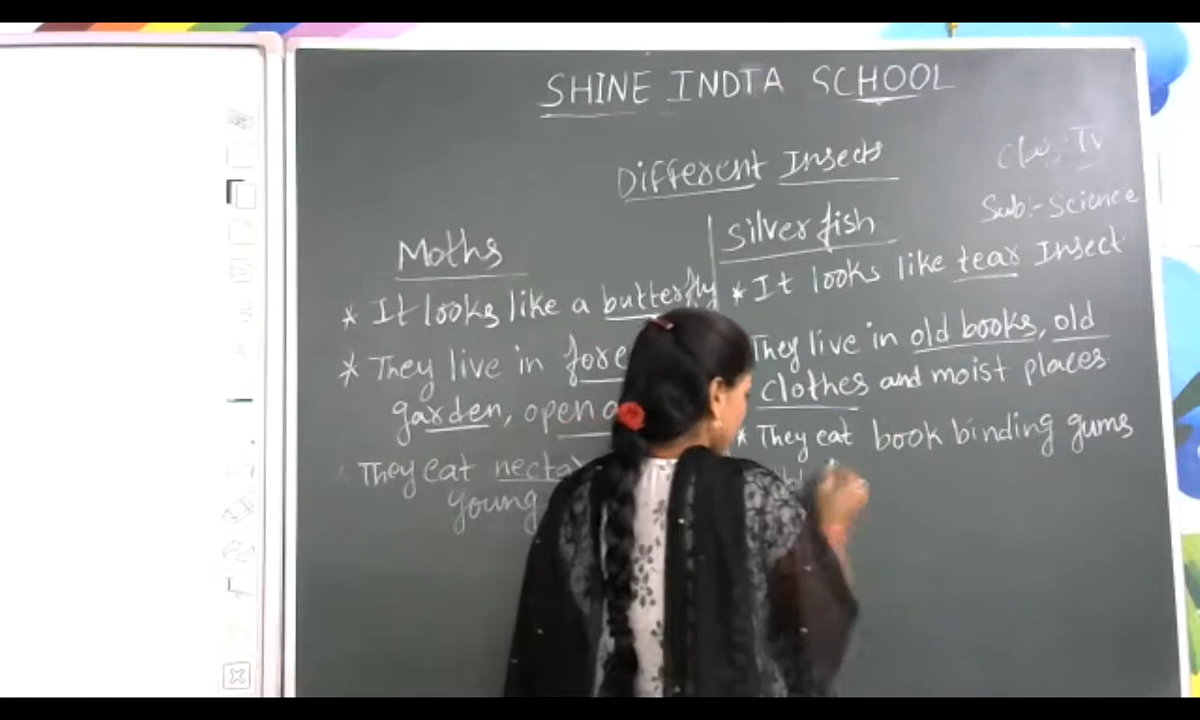 SHINE INDIA SCHOOL
Different Insects
Class: IV
Sub:- Science
Moths
* It looks like a butterfly
* They live in
garden, open
They eat
young
Silver fish
* It looks like tear Insect
They live in old books, old
clothes and moist places
* They eat book binding gums